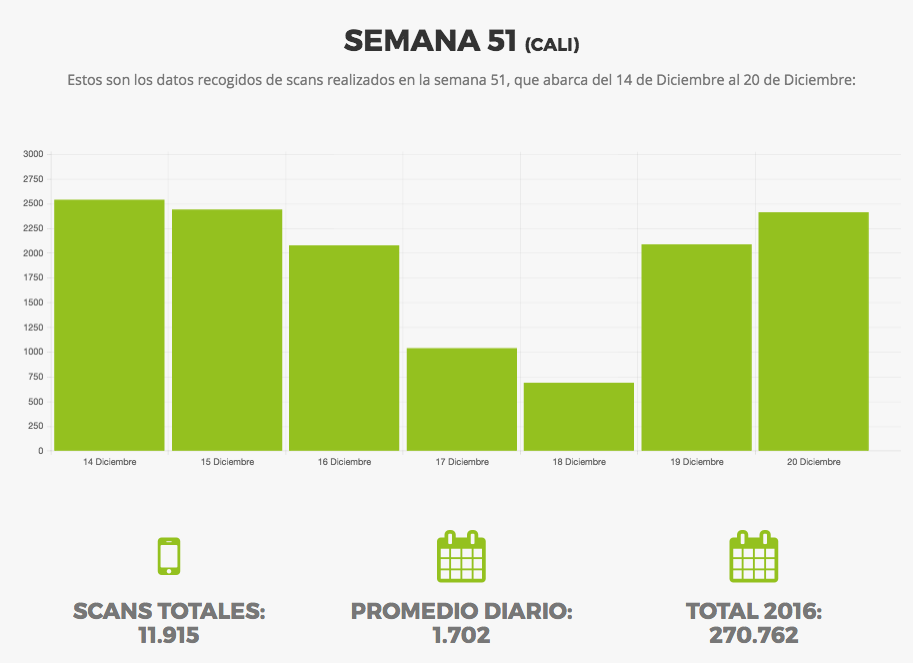 SEMANA 51 (CALI)
Estos son los datos recogidos de scans realizados en la semana 51, que abarca del 14 de Diciembre al 20 de Diciembre:
3000
2750
2500
2250
2000
1750
1500
1250
1000
750
500
250
0
14 Diciembre
15 Diciembre
16 Diciembre
17 Diciembre
18 Diciembre
19 Diciembre
20 Diciembre
SCANS TOTALES:
11.915
PROMEDIO DIARIO:
1.702
TOTAL 2016:
270.762